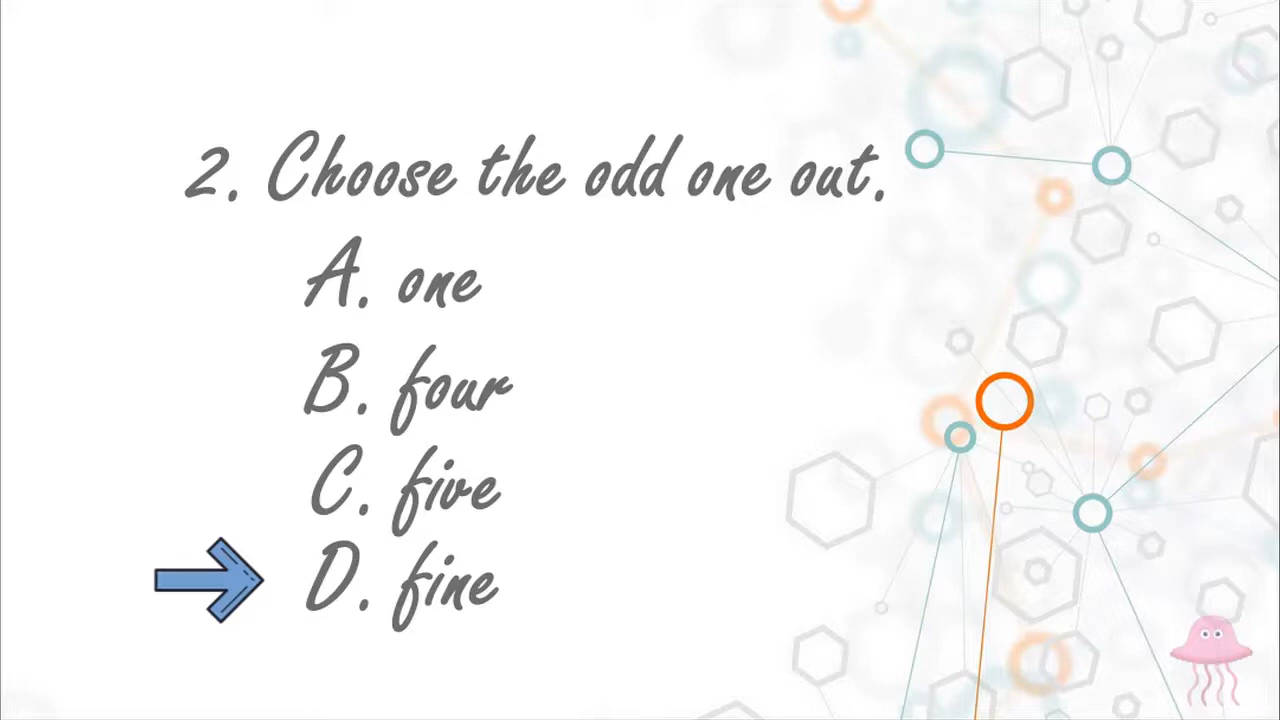 2. Choose the odd one out.
A. one
B. four
C. five
D. fine